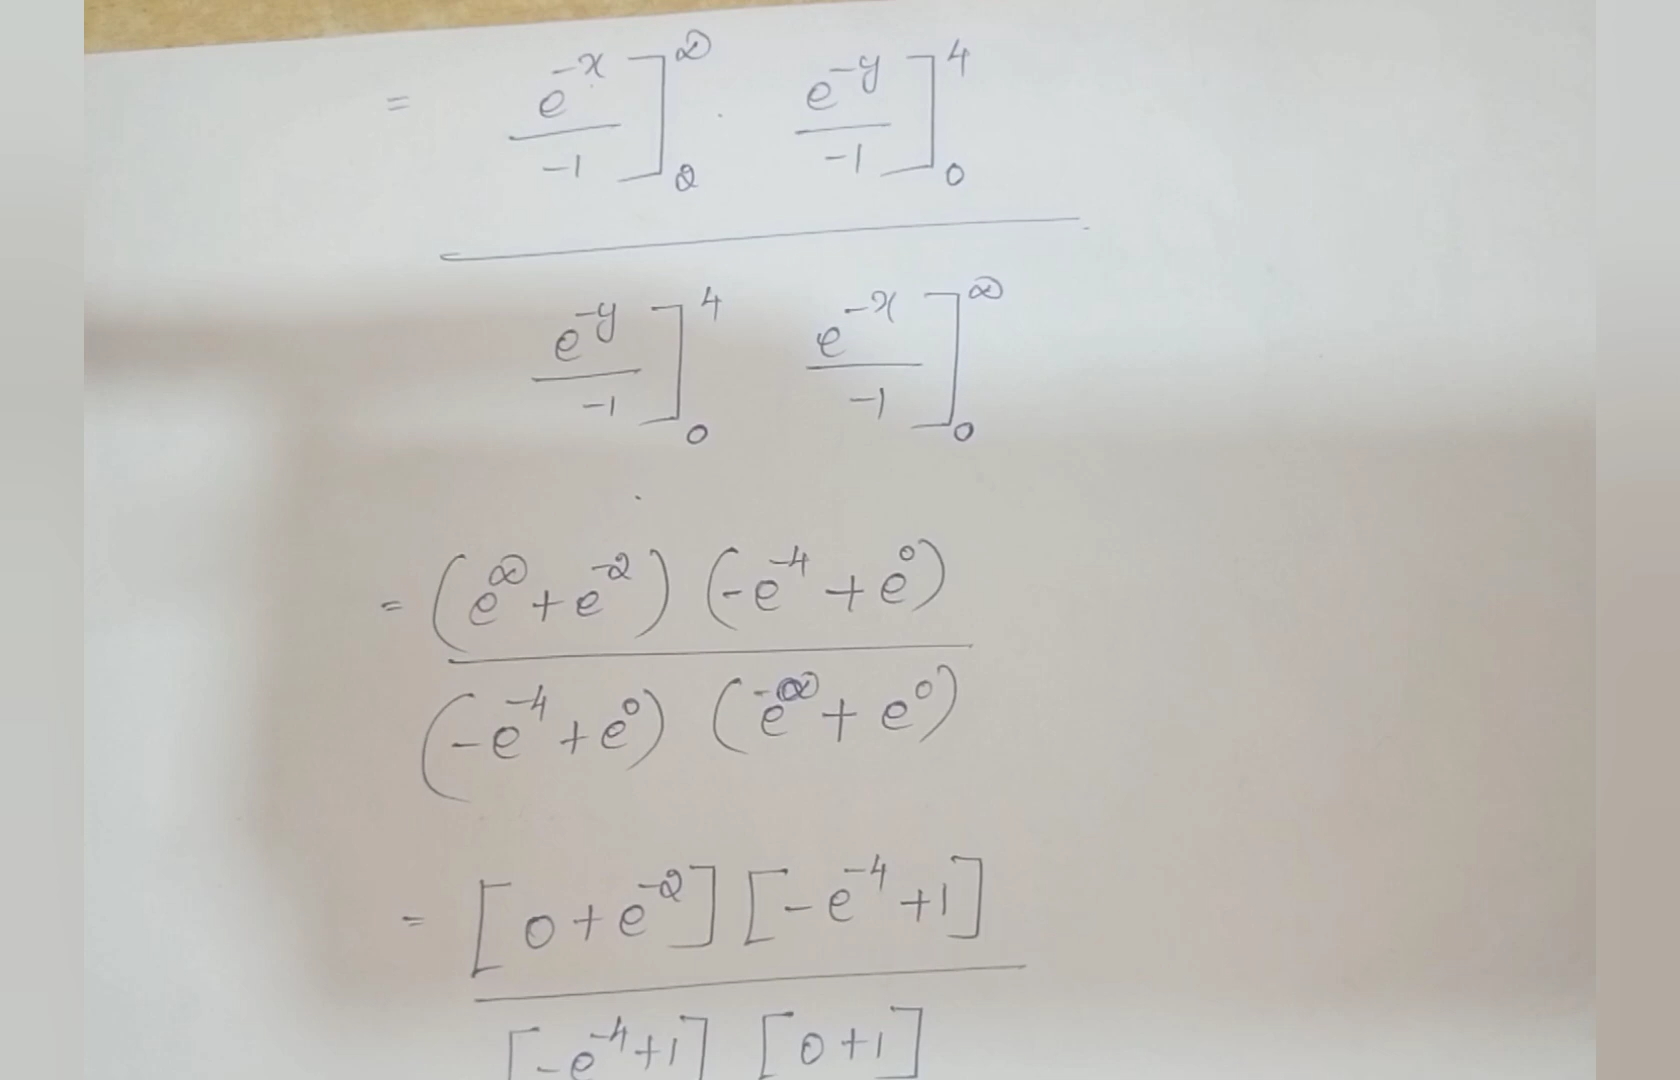 = e^{-x}/-1 ]_2^∞ . e^{-y}/-1 ]_0^4
e^{-y}/-1 ]_0^4 e^{-x}/-1 ]_0^∞
= (e^∞ + e^{-2}) (-e^{-4} + e^0)
(-e^{-4} + e^0) (e^{-∞} + e^0)
= [0 + e^{-2}] [-e^{-4} + 1]
[-e^{-4} + 1] [0 + 1]